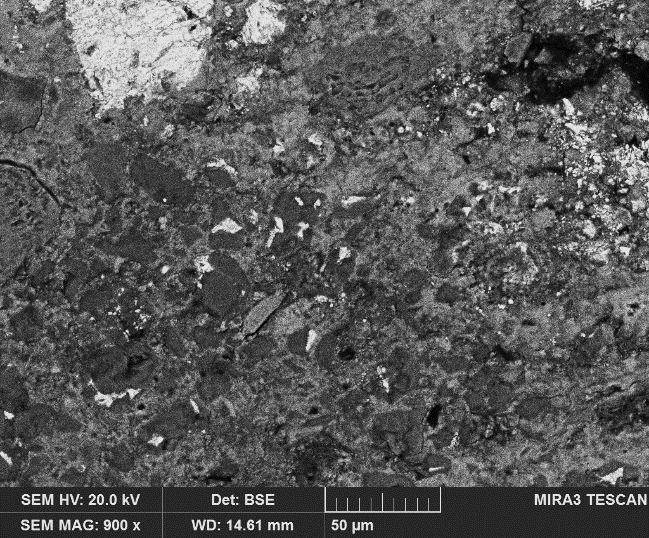 SEM HV: 20.0 kV
Det: BSE
MIRA3 TESCAN
SEM MAG: 900 x
WD: 14.61 mm
50 µm